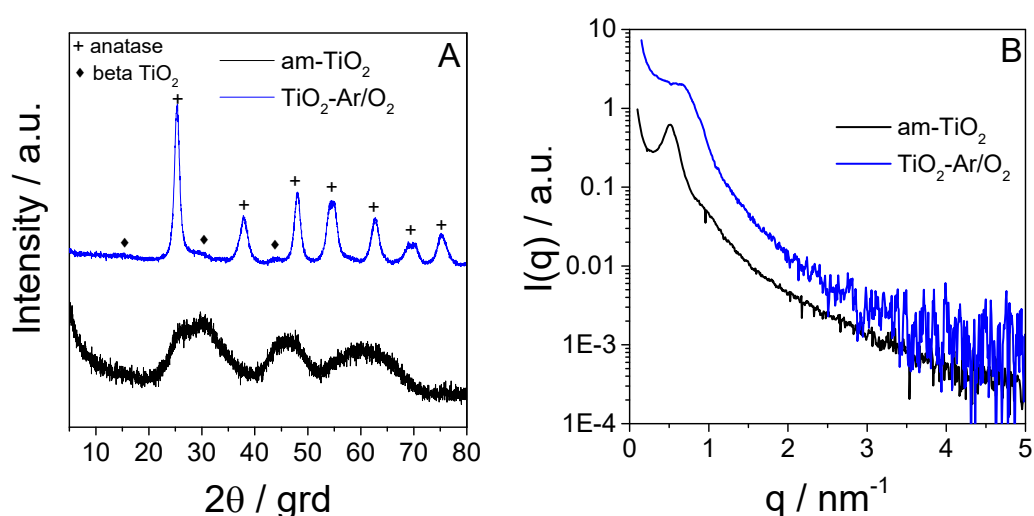 + anatase
♦ beta TiO₂
am-TiO₂
TiO₂-Ar/O₂
A
+
+
+
+
+
+
+
♦
♦
♦
Intensity / a.u.
10 20 30 40 50 60 70 80
2θ / grd
B
am-TiO₂
TiO₂-Ar/O₂
I(q) / a.u.
10
1
0.1
0.01
1E-3
1E-4
0 1 2 3 4 5
q / nm⁻¹